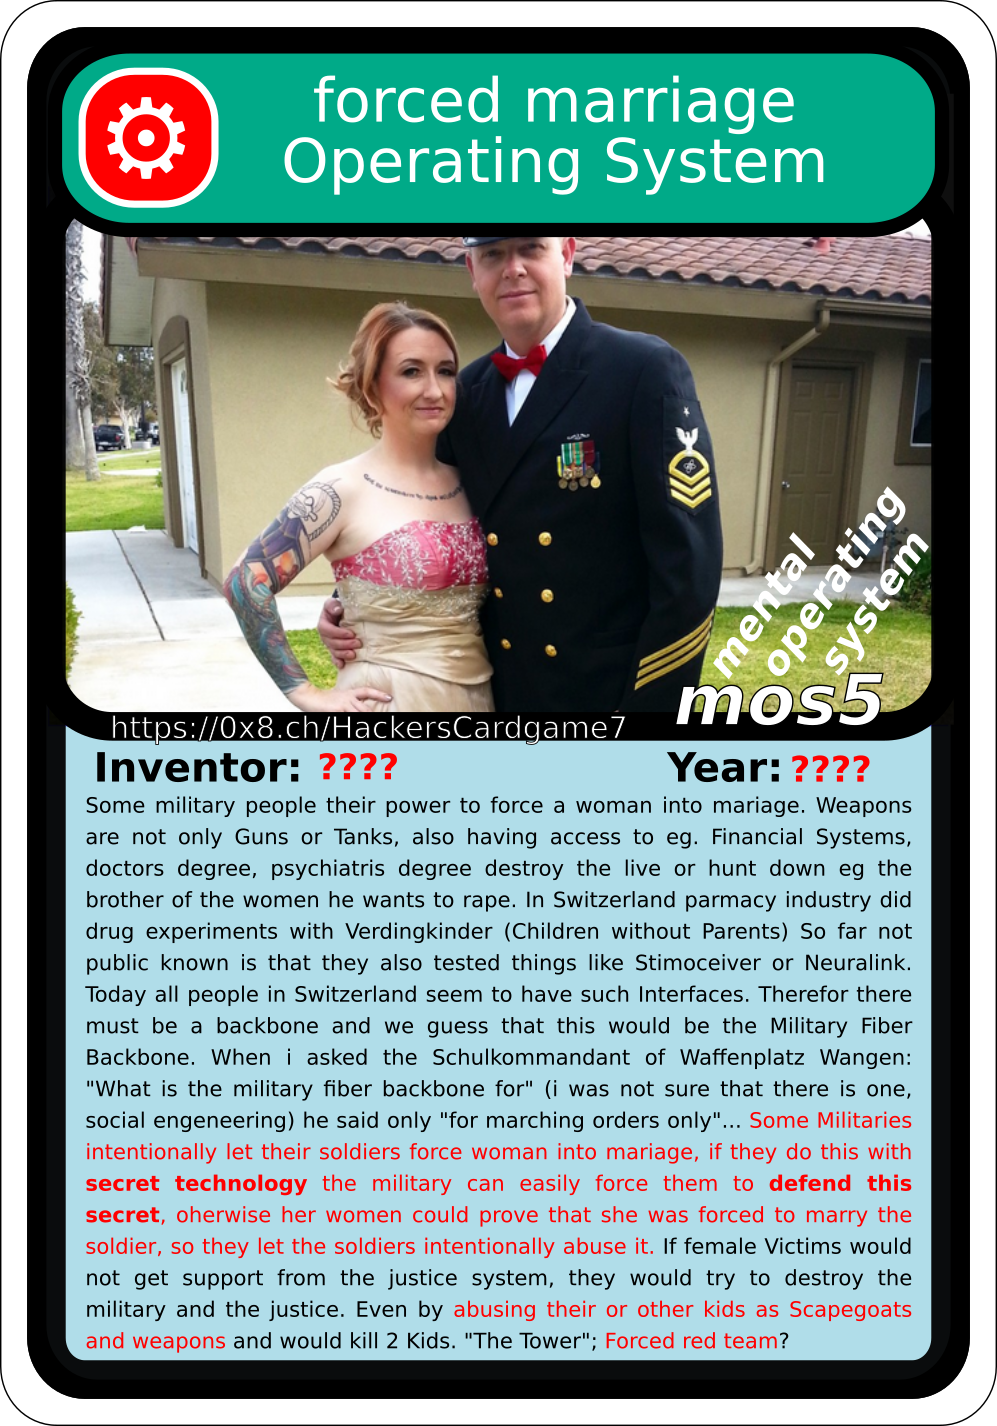 forced marriage
Operating System
mental
operating
system
mos5
https://0x8.ch/HackersCardgame7
Inventor: ????
Year: ????
Some military people their power to force a woman into mariage. Weapons
are not only Guns or Tanks, also having access to eg. Financial Systems,
doctors degree, psychiatris degree destroy the live or hunt down eg the
brother of the women he wants to rape. In Switzerland parmacy industry did
drug experiments with Verdingkinder (Children without Parents) So far not
public known is that they also tested things like Stimoceiver or Neuralink.
Today all people in Switzerland seem to have such Interfaces. Therefor there
must be a backbone and we guess that this would be the Military Fiber
Backbone. When i asked the Schulkommandant of Waffenplatz Wangen:
"What is the military fiber backbone for" (i was not sure that there is one,
social engeneering) he said only "for marching orders only"... Some Militaries
intentionally let their soldiers force woman into mariage, if they do this with
secret technology the military can easily force them to defend this
secret, oherwise her women could prove that she was forced to marry the
soldier, so they let the soldiers intentionally abuse it. If female Victims would
not get support from the justice system, they would try to destroy the
military and the justice. Even by abusing their or other kids as Scapegoats
and weapons and would kill 2 Kids. "The Tower"; Forced red team?